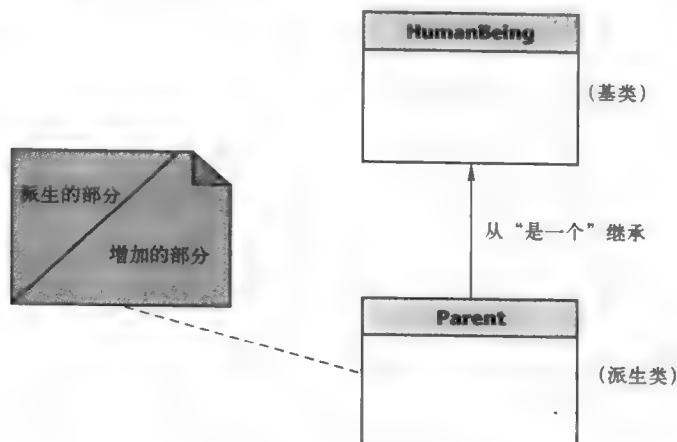 HumanBeing
(基类)
派生的部分
增加的部分
从“是一个”继承
Parent
(派生类)